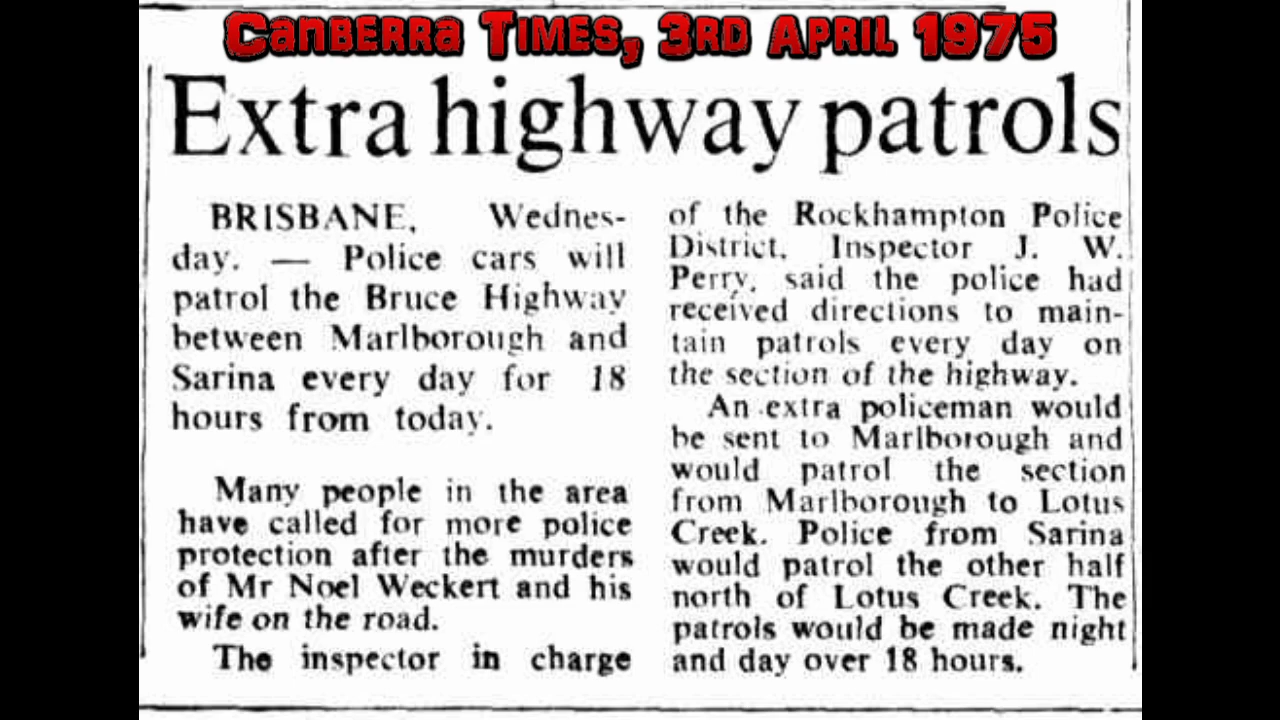 Canberra Times, 3rd April 1975
Extra highway patrols
BRISBANE, Wednes-
day. — Police cars will
patrol the Bruce Highway
between Marlborough and
Sarina every day for 18
hours from today.
Many people in the area
have called for more police
protection after the murders
of Mr Noel Weckert and his
wife on the road.
The inspector in charge
of the Rockhampton Police
District, Inspector J. W.
Perry, said the police had
received directions to main-
tain patrols every day on
the section of the highway.
An extra policeman would
be sent to Marlborough and
would patrol the section
from Marlborough to Lotus
Creek. Police from Sarina
would patrol the other half
north of Lotus Creek. The
patrols would be made night
and day over 18 hours.